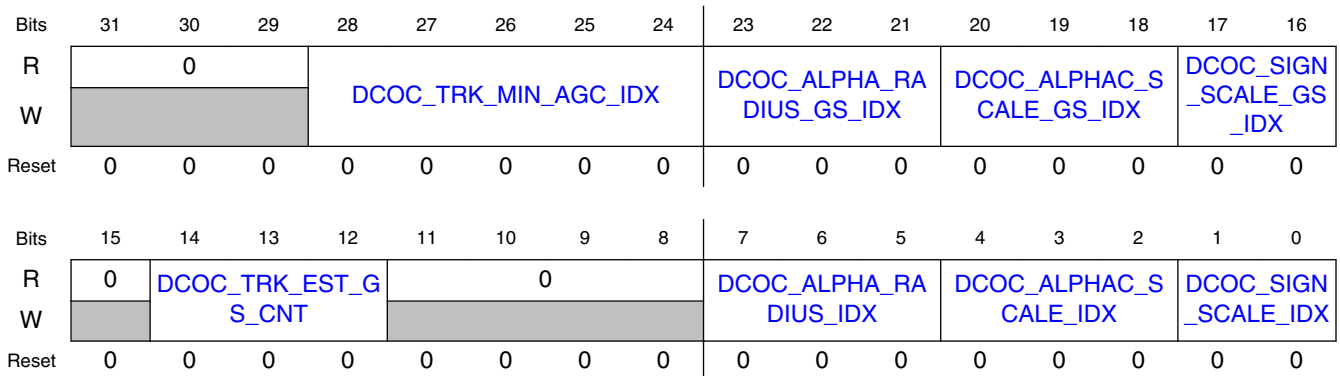 Bits 31 30 29 28 27 26 25 24 23 22 21 20 19 18 17 16
R 0
W
DCOC_TRK_MIN_AGC_IDX
DCOC_ALPHA_RA
DIUS_GS_IDX
DCOC_ALPHAC_S
CALE_GS_IDX
DCOC_SIGN
_SCALE_GS
_IDX
Reset 0 0 0 0 0 0 0 0 0 0 0 0 0 0 0 0
Bits 15 14 13 12 11 10 9 8 7 6 5 4 3 2 1 0
R 0 0
W
DCOC_TRK_EST_G
S_CNT
DCOC_ALPHA_RA
DIUS_IDX
DCOC_ALPHAC_S
CALE_IDX
DCOC_SIGN
_SCALE_IDX
Reset 0 0 0 0 0 0 0 0 0 0 0 0 0 0 0 0